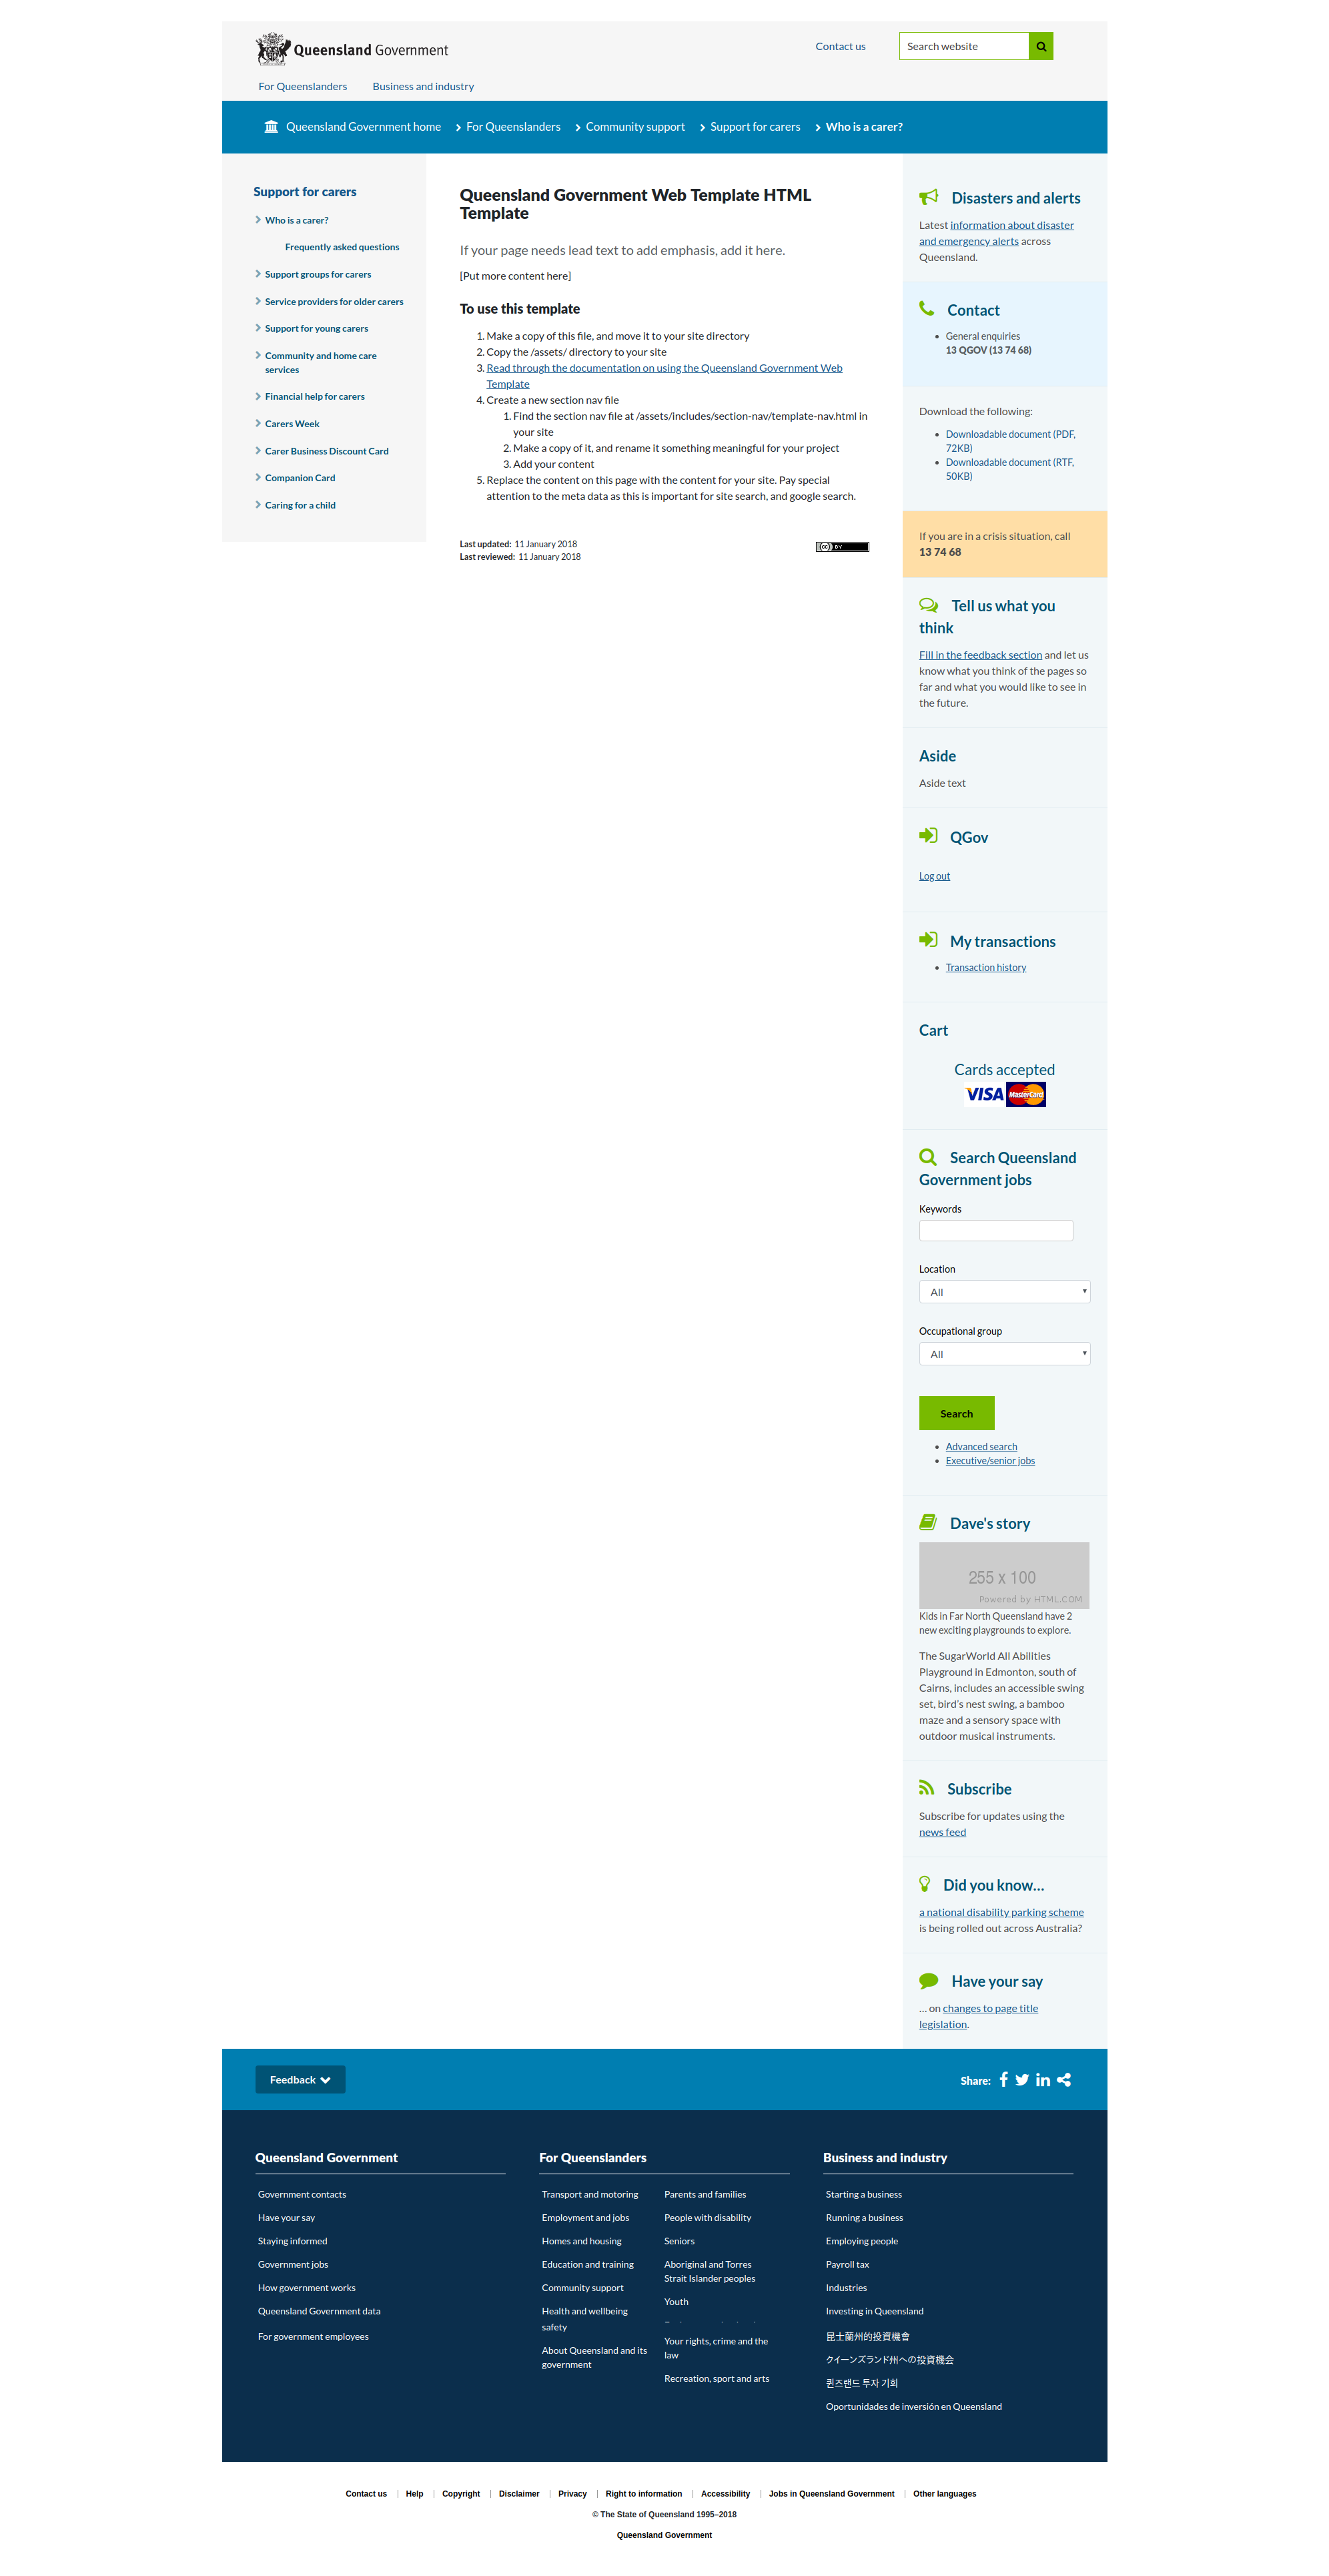 Queensland Government
Contact us
Search website
For Queenslanders
Business and industry
Queensland Government home
For Queenslanders
Community support
Support for carers
Who is a carer?
Support for carers
Who is a carer?
Frequently asked questions
Support groups for carers
Service providers for older carers
Support for young carers
Community and home care
services
Financial help for carers
Carers Week
Carer Business Discount Card
Companion Card
Caring for a child
Queensland Government Web Template HTML
Template
If your page needs lead text to add emphasis, add it here.
[Put more content here]
To use this template
1. Make a copy of this file, and move it to your site directory
2. Copy the /assets/ directory to your site
3. Read through the documentation on using the Queensland Government Web
Template
4. Create a new section nav file
1. Find the section nav file at /assets/includes/section-nav/template-nav.html in
your site
2. Make a copy of it, and rename it something meaningful for your project
3. Add your content
5. Replace the content on this page with the content for your site. Pay special
attention to the meta data as this is important for site search, and google search.
Last updated: 11 January 2018
Last reviewed: 11 January 2018
cc BY
Disasters and alerts
Latest information about disaster
and emergency alerts across
Queensland.
Contact
General enquiries
13 QGOV (13 74 68)
Download the following:
Downloadable document (PDF,
72KB)
Downloadable document (RTF,
50KB)
If you are in a crisis situation, call
13 74 68
Tell us what you
think
Fill in the feedback section and let us
know what you think of the pages so
far and what you would like to see in
the future.
Aside
Aside text
QGov
Log out
My transactions
Transaction history
Cart
Cards accepted
VISA MasterCard
Search Queensland
Government jobs
Keywords
Location
All
Occupational group
All
Search
Advanced search
Executive/senior jobs
Dave's story
255 x 100
Powered by HTML.COM
Kids in Far North Queensland have 2
new exciting playgrounds to explore.
The SugarWorld All Abilities
Playground in Edmonton, south of
Cairns, includes an accessible swing
set, bird’s nest swing, a bamboo
maze and a sensory space with
outdoor musical instruments.
Subscribe
Subscribe for updates using the
news feed
Did you know...
a national disability parking scheme
is being rolled out across Australia?
Have your say
... on changes to page title
legislation.
Feedback
Share:
Queensland Government
Government contacts
Have your say
Staying informed
Government jobs
How government works
Queensland Government data
For government employees
For Queenslanders
Transport and motoring
Employment and jobs
Homes and housing
Education and training
Community support
Health and wellbeing
safety
About Queensland and its
government
Parents and families
People with disability
Seniors
Aboriginal and Torres
Strait Islander peoples
Youth
Your rights, crime and the
law
Recreation, sport and arts
Business and industry
Starting a business
Running a business
Employing people
Payroll tax
Industries
Investing in Queensland
昆士蘭州的投資機會
クイーンズランド州への投資機会
퀸즈랜드 투자 기회
Oportunidades de inversión en Queensland
Contact us
Help
Copyright
Disclaimer
Privacy
Right to information
Accessibility
Jobs in Queensland Government
Other languages
© The State of Queensland 1995–2018
Queensland Government